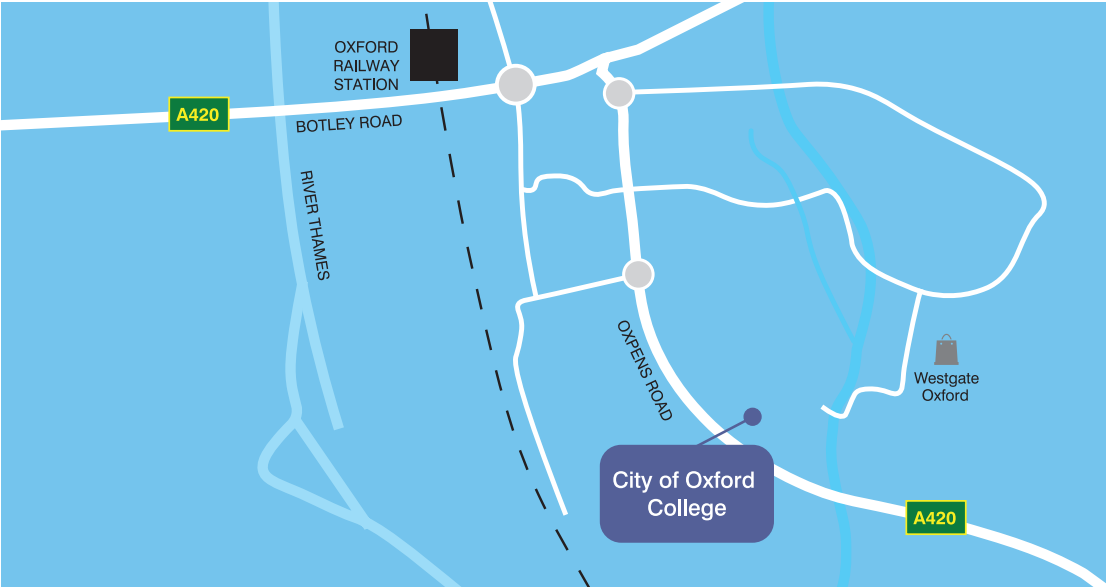 OXFORD
RAILWAY
STATION
A420
BOTLEY ROAD
RIVER THAMES
OXPENS ROAD
Westgate
Oxford
City of Oxford
College
A420